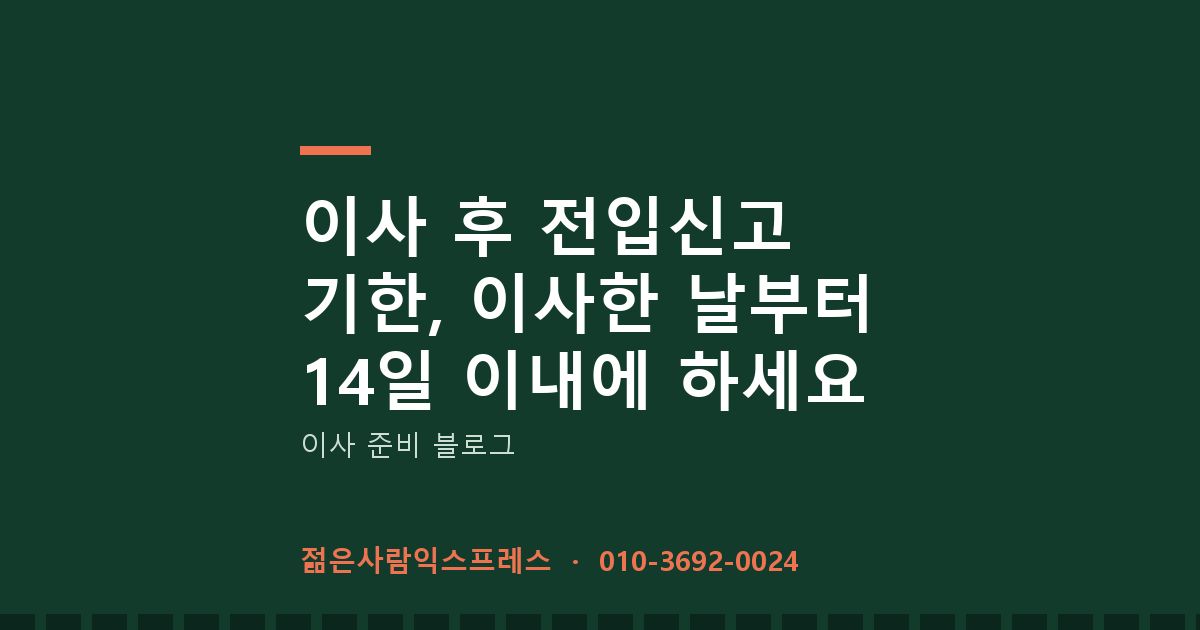 이사 후 전입신고
기한, 이사한 날부터
14일 이내에 하세요
이사 준비 블로그
젊은사람익스프레스 · 010-3692-0024